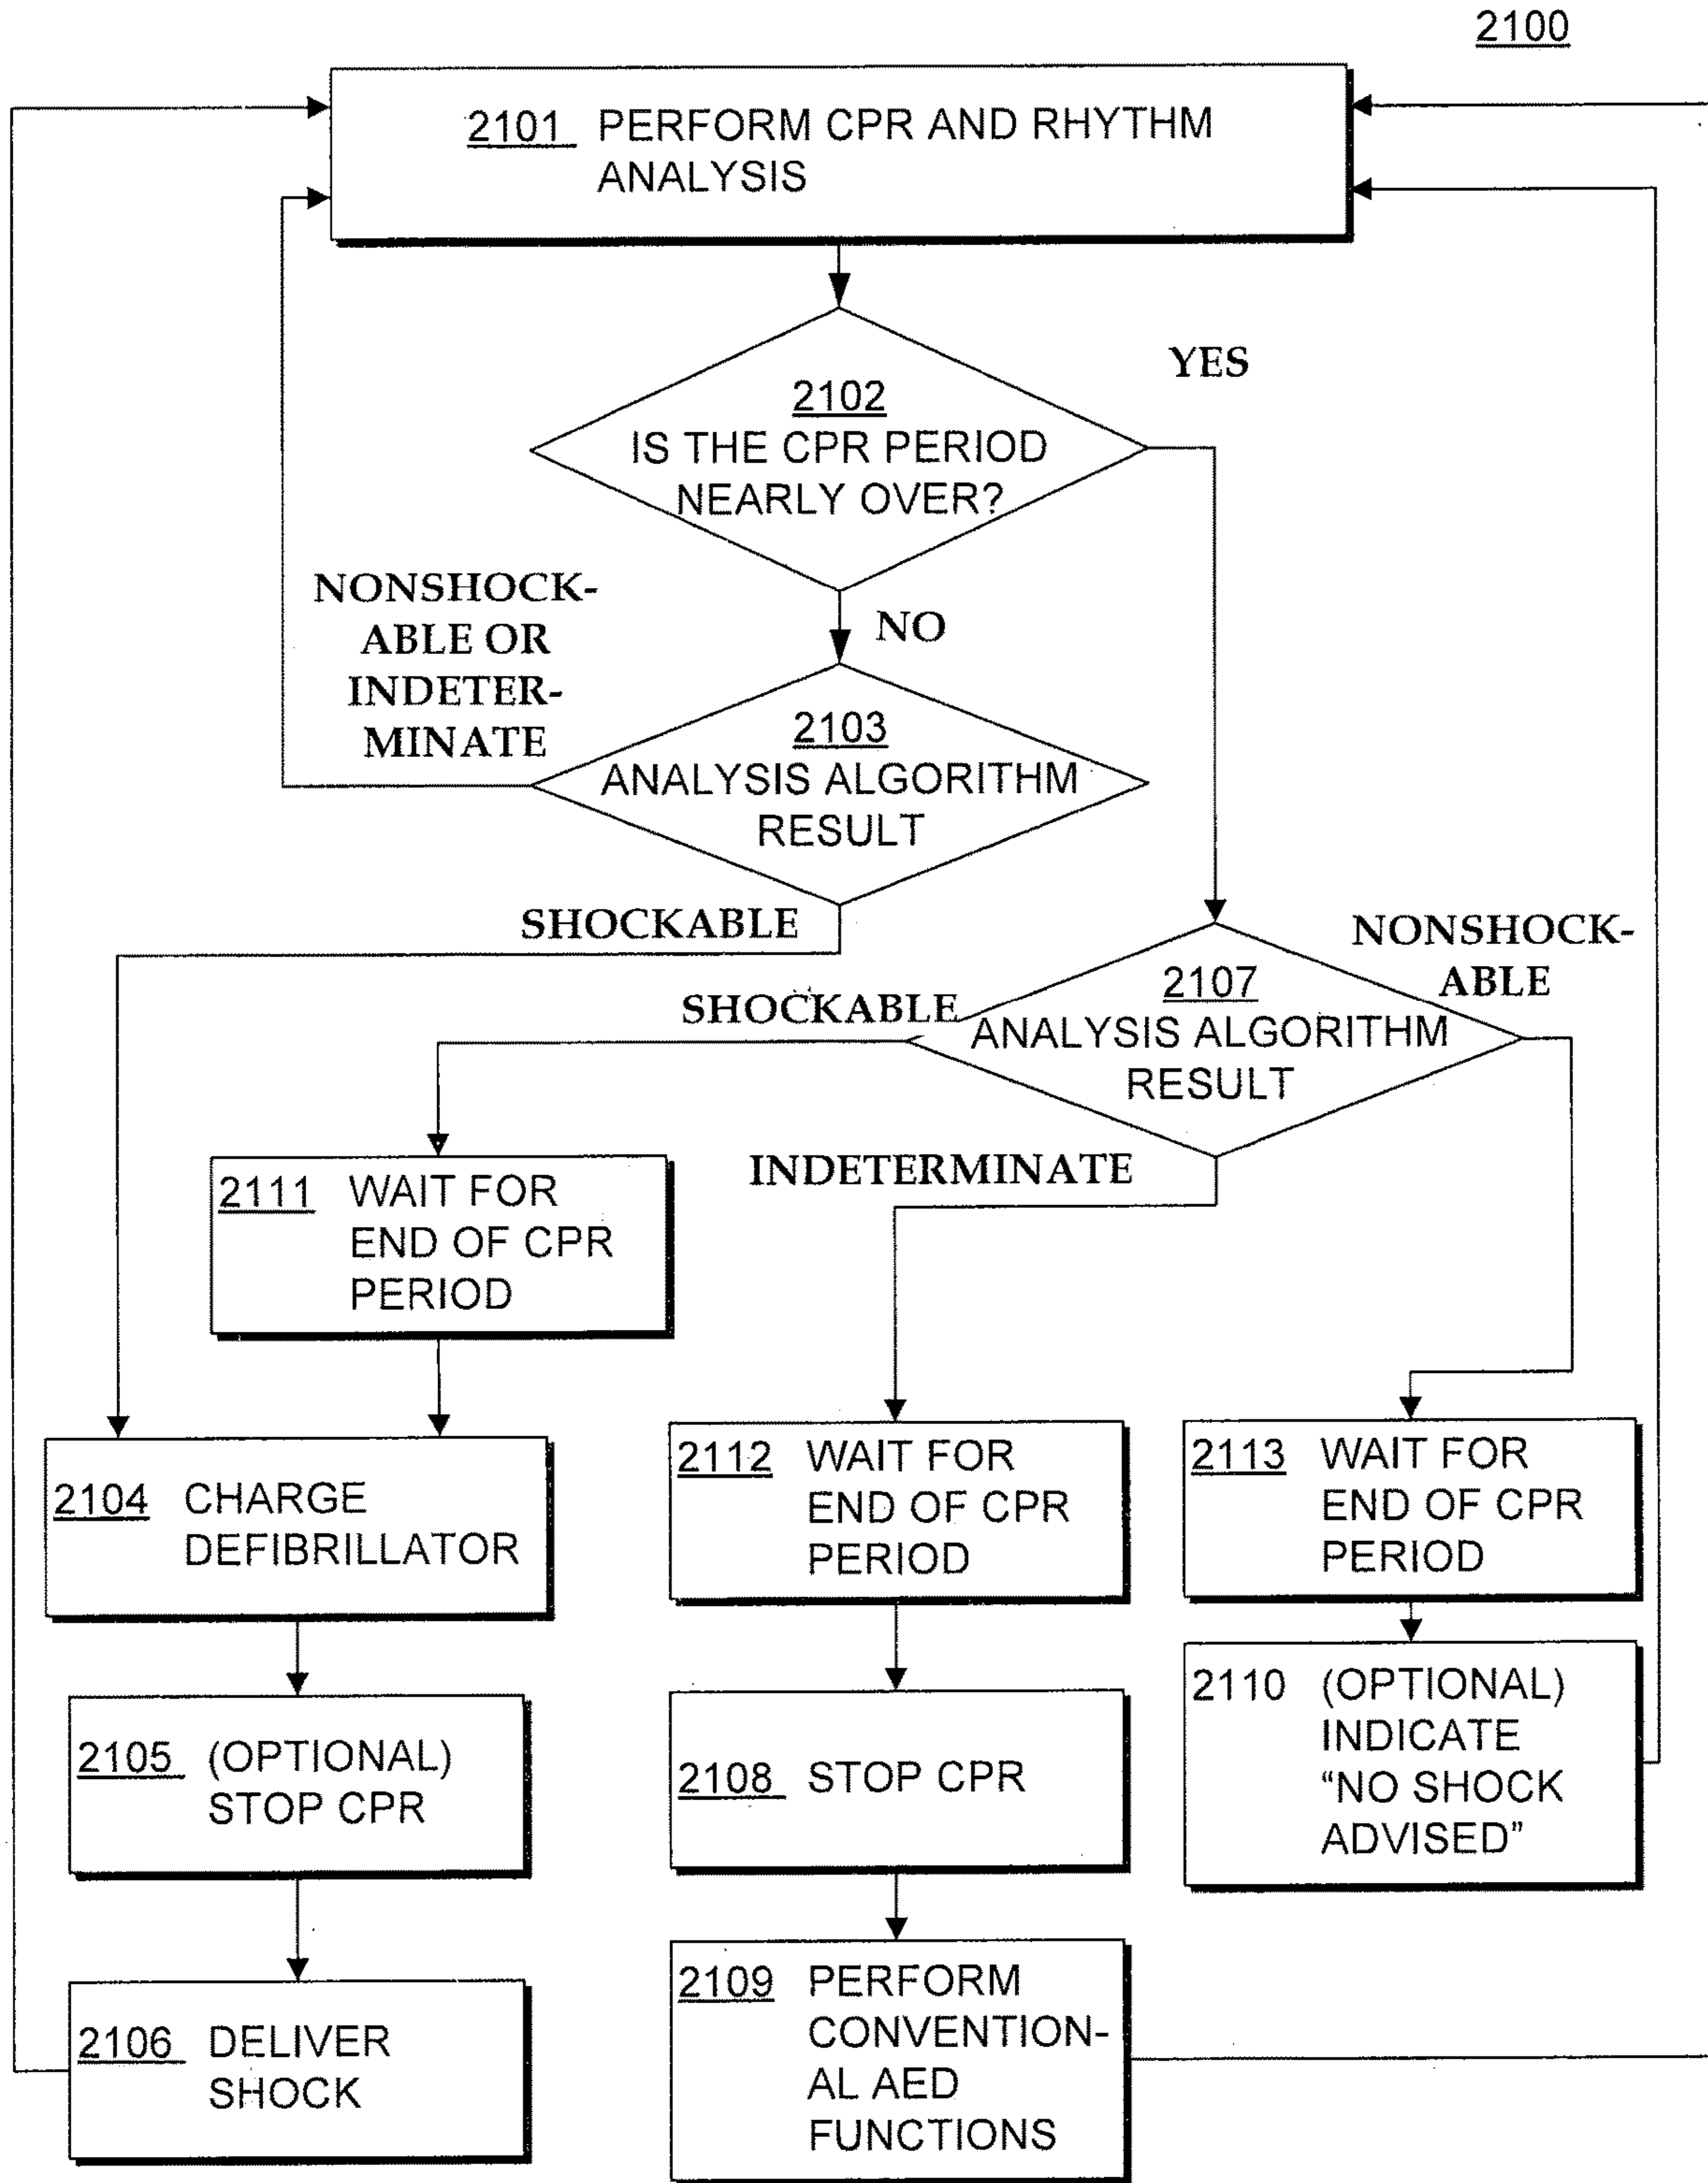 2100
2101 PERFORM CPR AND RHYTHM
ANALYSIS
YES
2102
IS THE CPR PERIOD
NEARLY OVER?
NONSHOCK-
ABLE OR
INDETER-
MINATE
NO
2103
ANALYSIS ALGORITHM
RESULT
SHOCKABLE
NONSHOCK-
ABLE
SHOCKABLE
2107
ANALYSIS ALGORITHM
RESULT
INDETERMINATE
2111 WAIT FOR
END OF CPR
PERIOD
2104 CHARGE
DEFIBRILLATOR
2112 WAIT FOR
END OF CPR
PERIOD
2113 WAIT FOR
END OF CPR
PERIOD
2105 (OPTIONAL)
STOP CPR
2108 STOP CPR
2110 (OPTIONAL)
INDICATE
“NO SHOCK
ADVISED”
2106 DELIVER
SHOCK
2109 PERFORM
CONVENTION-
AL AED
FUNCTIONS